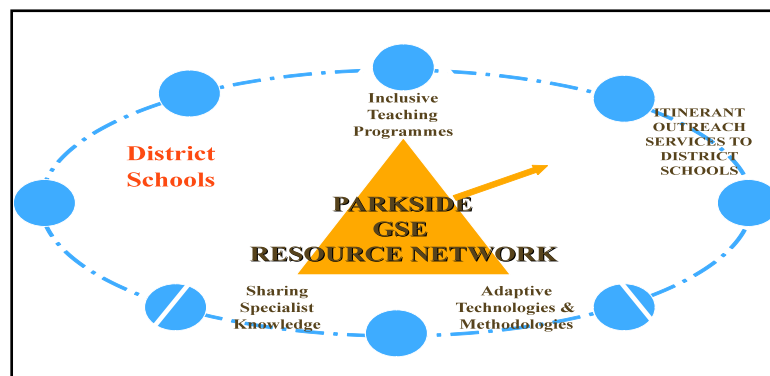 Inclusive
Teaching
Programmes
ITINERANT
OUTREACH
SERVICES TO
DISTRICT
SCHOOLS
District
Schools
PARKSIDE
GSE
RESOURCE NETWORK
Sharing
Specialist
Knowledge
Adaptive
Technologies &
Methodologies